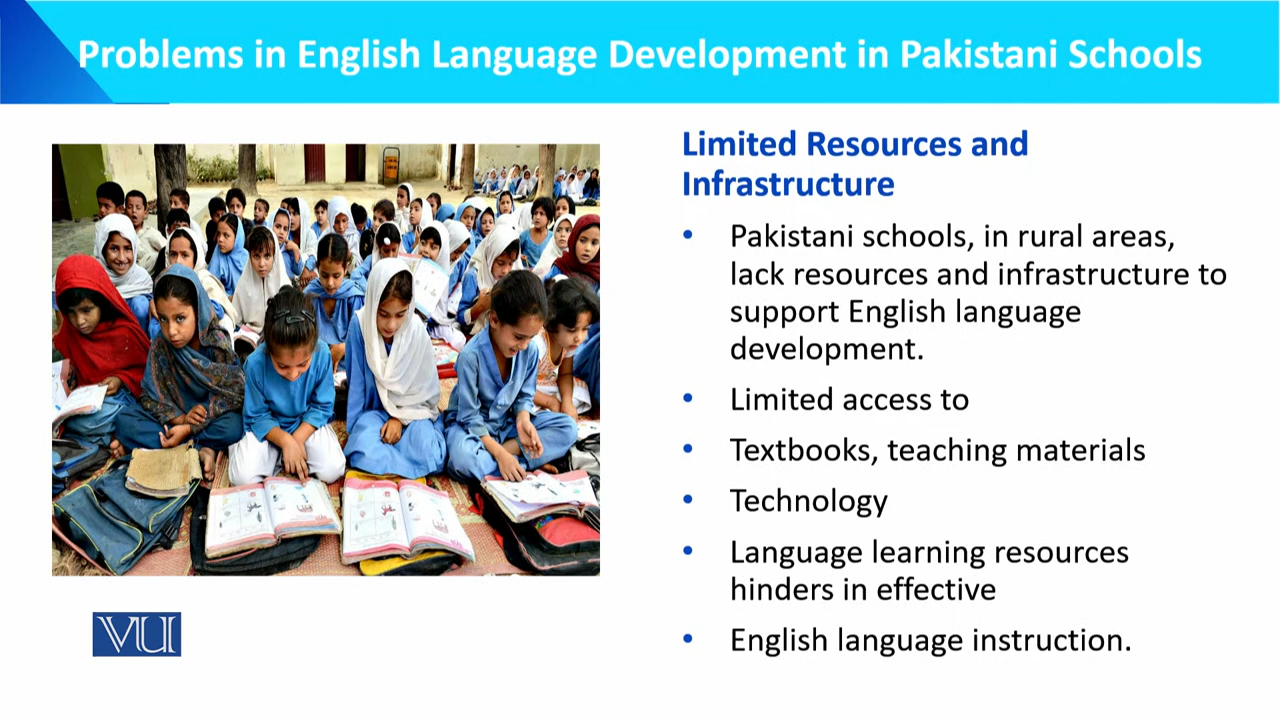 Problems in English Language Development in Pakistani Schools
Limited Resources and
Infrastructure
• Pakistani schools, in rural areas,
lack resources and infrastructure to
support English language
development.
• Limited access to
• Textbooks, teaching materials
• Technology
• Language learning resources
hinders in effective
• English language instruction.
VU